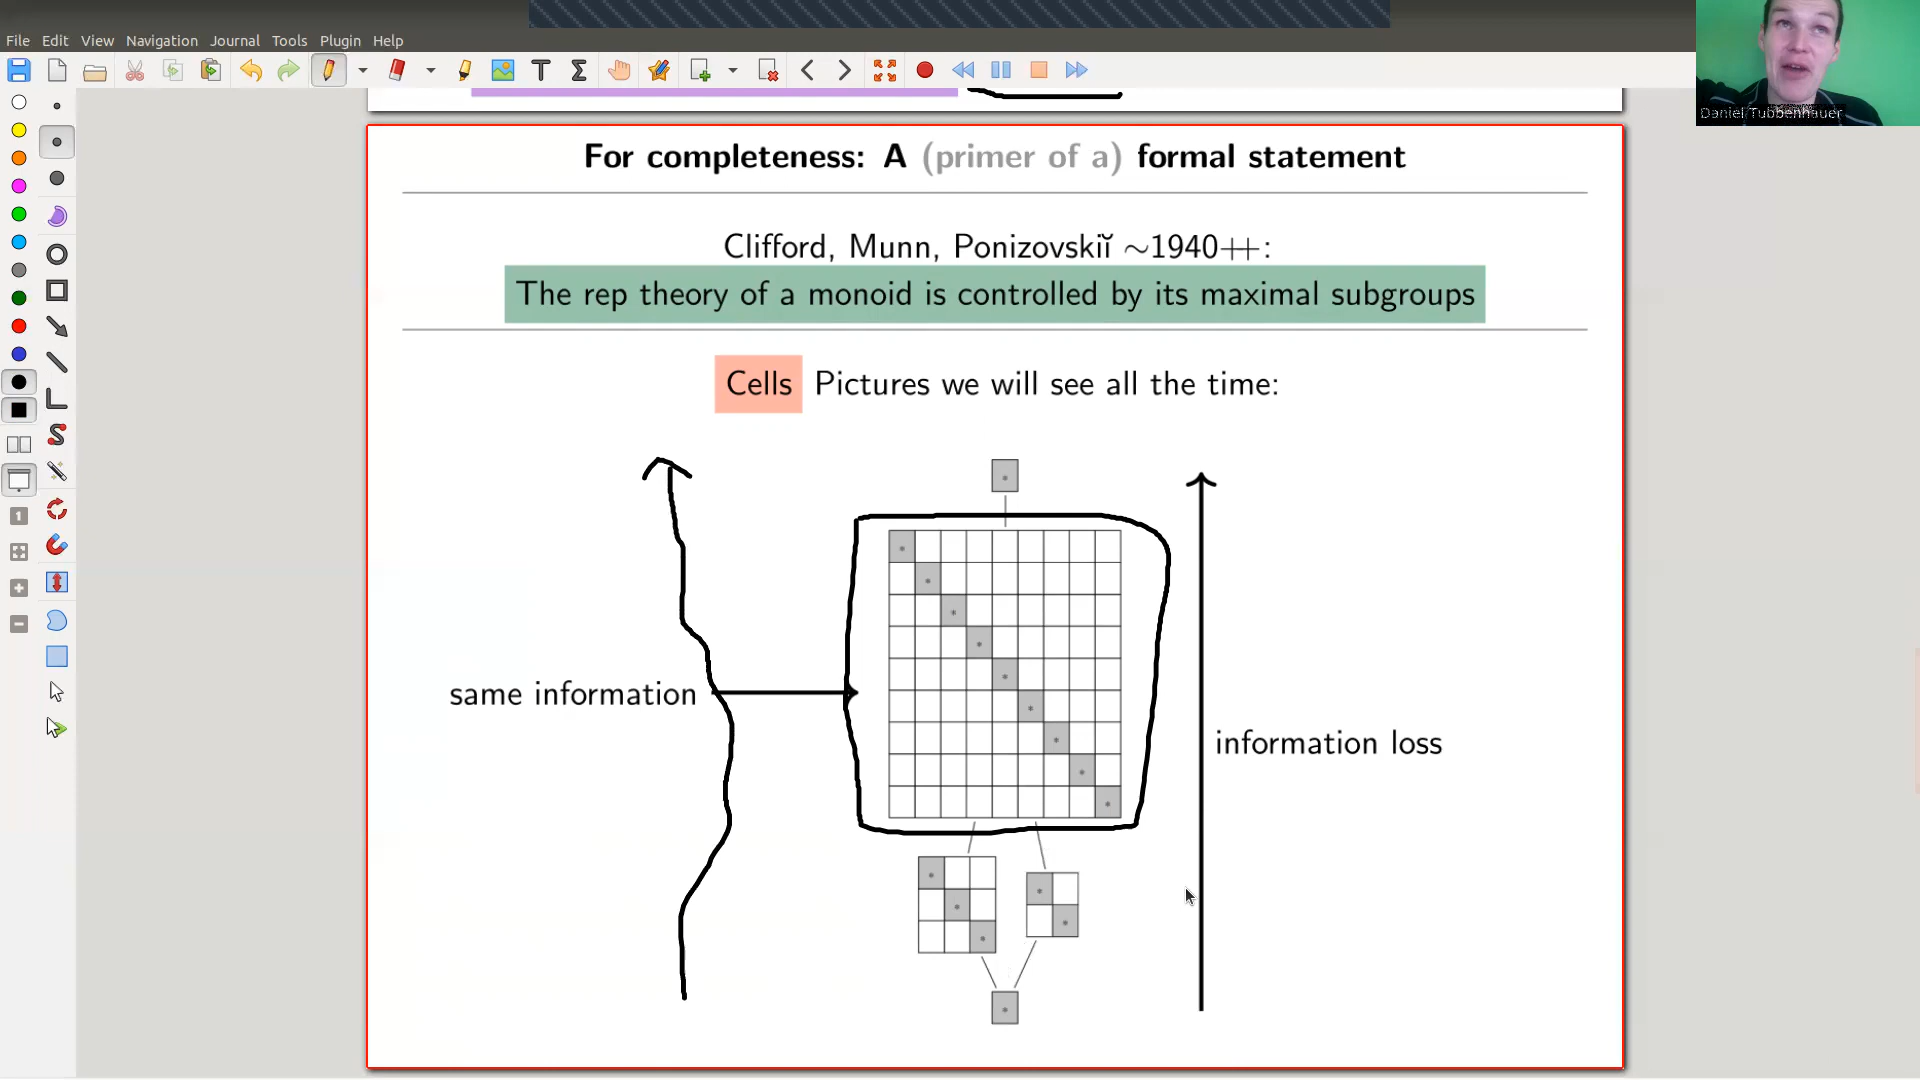 File Edit View Navigation Journal Tools Plugin Help
Daniel Tubbenhauer
For completeness: A (primer of a) formal statement
Clifford, Munn, Ponizovskiĭ ~1940++:
The rep theory of a monoid is controlled by its maximal subgroups
Cells Pictures we will see all the time:
same information
information loss